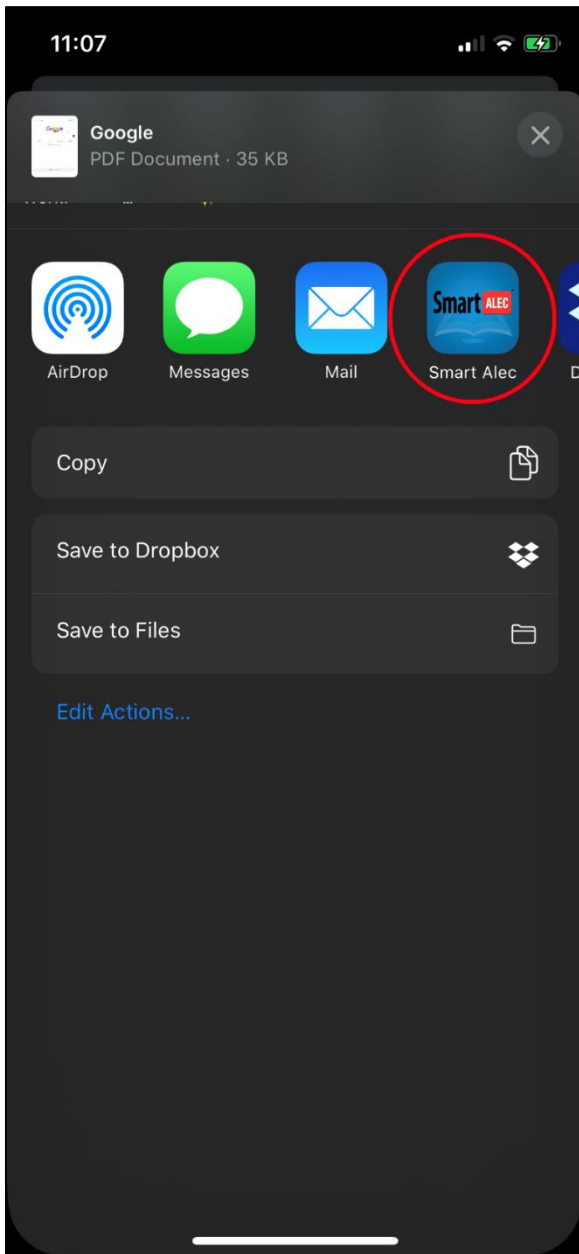 11:07
Google
PDF Document · 35 KB
Smart ALEC
AirDrop
Messages
Mail
Smart Alec
D
Copy
Save to Dropbox
Save to Files
Edit Actions...